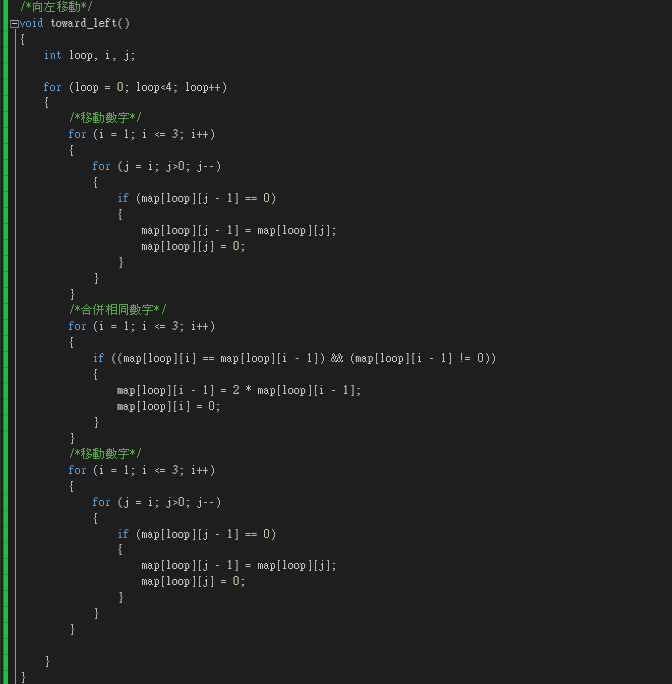 /*向左移動*/
void toward_left()
{
int loop, i, j;
for (loop = 0; loop<4; loop++)
{
/*移動數字*/
for (i = 1; i <= 3; i++)
{
for (j = i; j>0; j--)
{
if (map[loop][j - 1] == 0)
{
map[loop][j - 1] = map[loop][j];
map[loop][j] = 0;
}
}
}
/*合併相同數字*/
for (i = 1; i <= 3; i++)
{
if ((map[loop][i] == map[loop][i - 1]) && (map[loop][i - 1] != 0))
{
map[loop][i - 1] = 2 * map[loop][i - 1];
map[loop][i] = 0;
}
}
/*移動數字*/
for (i = 1; i <= 3; i++)
{
for (j = i; j>0; j--)
{
if (map[loop][j - 1] == 0)
{
map[loop][j - 1] = map[loop][j];
map[loop][j] = 0;
}
}
}
}
}